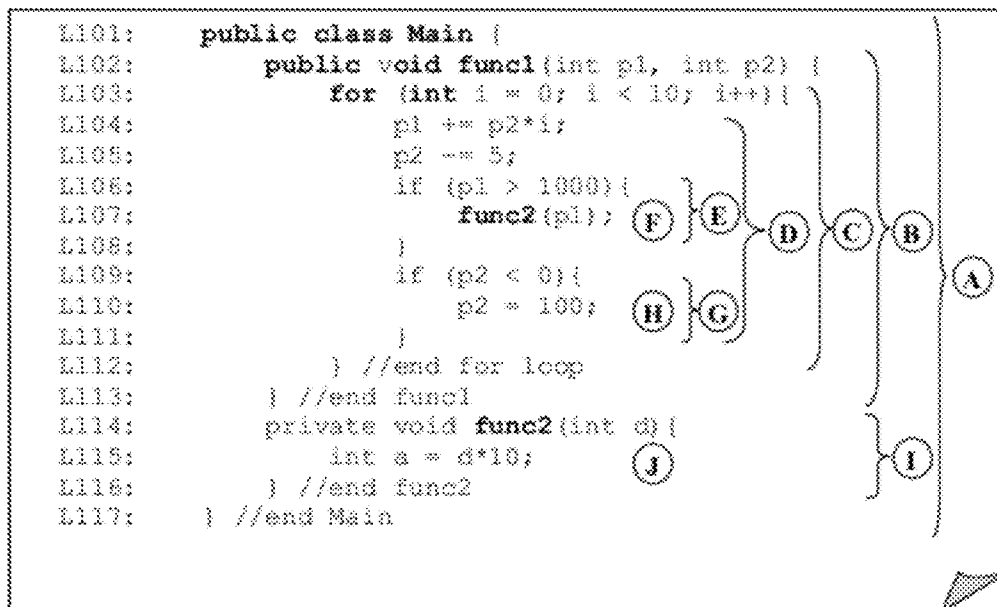 L101: public class Main {
L102: public void func1(int p1, int p2) {
L103: for (int i = 0; i < 10; i++){
L104: p1 += p2*i;
L105: p2 -= 5;
L106: if (p1 > 1000){
L107: func2(p1); F E D C B
L108: }
L109: if (p2 < 0){ A
L110: p2 = 100; H G
L111: }
L112: } //end for loop
L113: } //end func1
L114: private void func2(int d){
L115: int a = d*10; J I
L116: } //end func2
L117: } //end Main